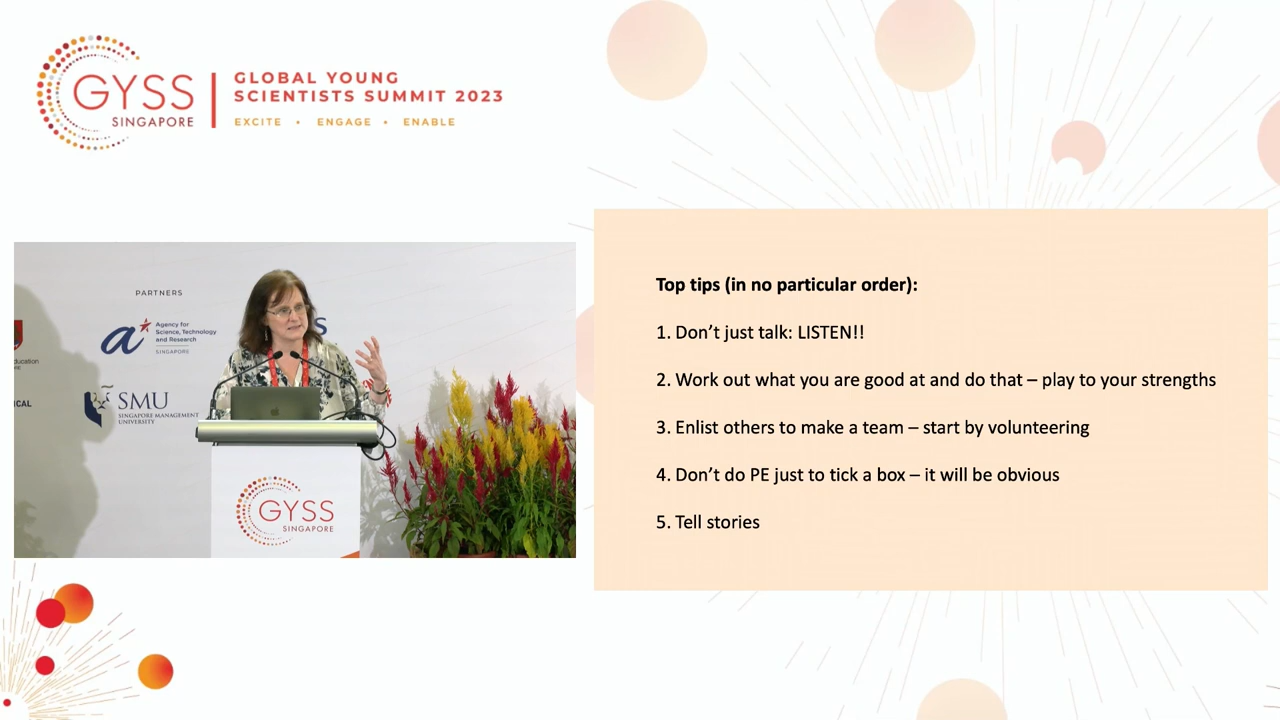 GYSS
SINGAPORE
GLOBAL YOUNG
SCIENTISTS SUMMIT 2023
EXCITE • ENGAGE • ENABLE
PARTNERS
Agency for
Science, Technology
and Research
SINGAPORE
SMU
SINGAPORE MANAGEMENT
UNIVERSITY
GYSS
SINGAPORE
Top tips (in no particular order):
1. Don’t just talk: LISTEN!!
2. Work out what you are good at and do that – play to your strengths
3. Enlist others to make a team – start by volunteering
4. Don’t do PE just to tick a box – it will be obvious
5. Tell stories